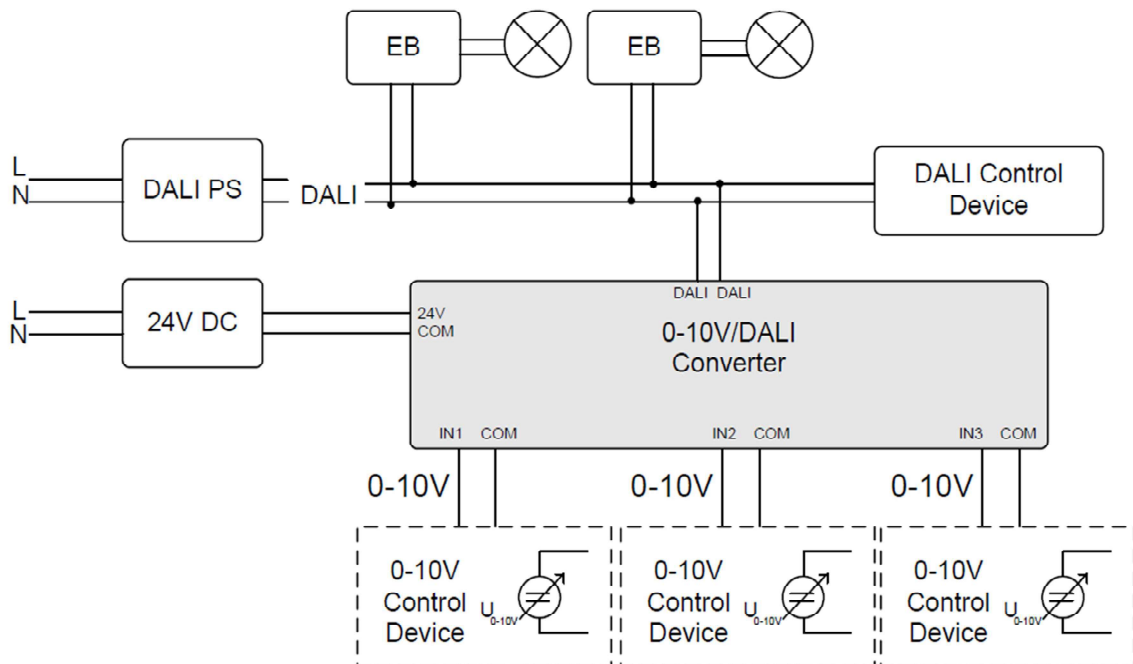 EB
EB
L
N
DALI PS
DALI
DALI Control
Device
L
N
24V DC
24V
COM
DALI DALI
0-10V/DALI
Converter
IN1 COM
IN2 COM
IN3 COM
0-10V
0-10V
0-10V
0-10V
Control
Device
U0-10V
0-10V
Control
Device
U0-10V
0-10V
Control
Device
U0-10V